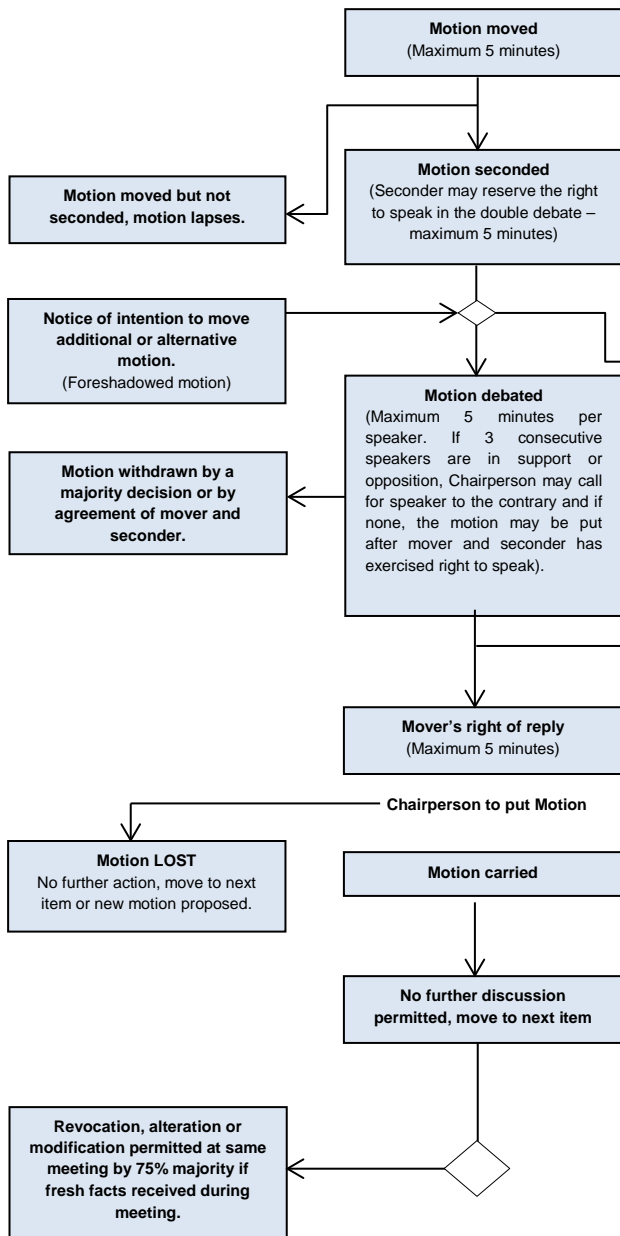 Motion moved
(Maximum 5 minutes)
Motion seconded
(Seconder may reserve the right
to speak in the double debate –
maximum 5 minutes)
Motion moved but not
seconded, motion lapses.
Notice of intention to move
additional or alternative
motion.
(Foreshadowed motion)
Motion debated
(Maximum 5 minutes per
speaker. If 3 consecutive
speakers are in support or
opposition, Chairperson may call
for speaker to the contrary and if
none, the motion may be put
after mover and seconder has
exercised right to speak).
Motion withdrawn by a
majority decision or by
agreement of mover and
seconder.
Mover's right of reply
(Maximum 5 minutes)
Chairperson to put Motion
Motion LOST
No further action, move to next
item or new motion proposed.
Motion carried
No further discussion
permitted, move to next item
Revocation, alteration or
modification permitted at same
meeting by 75% majority if
fresh facts received during
meeting.